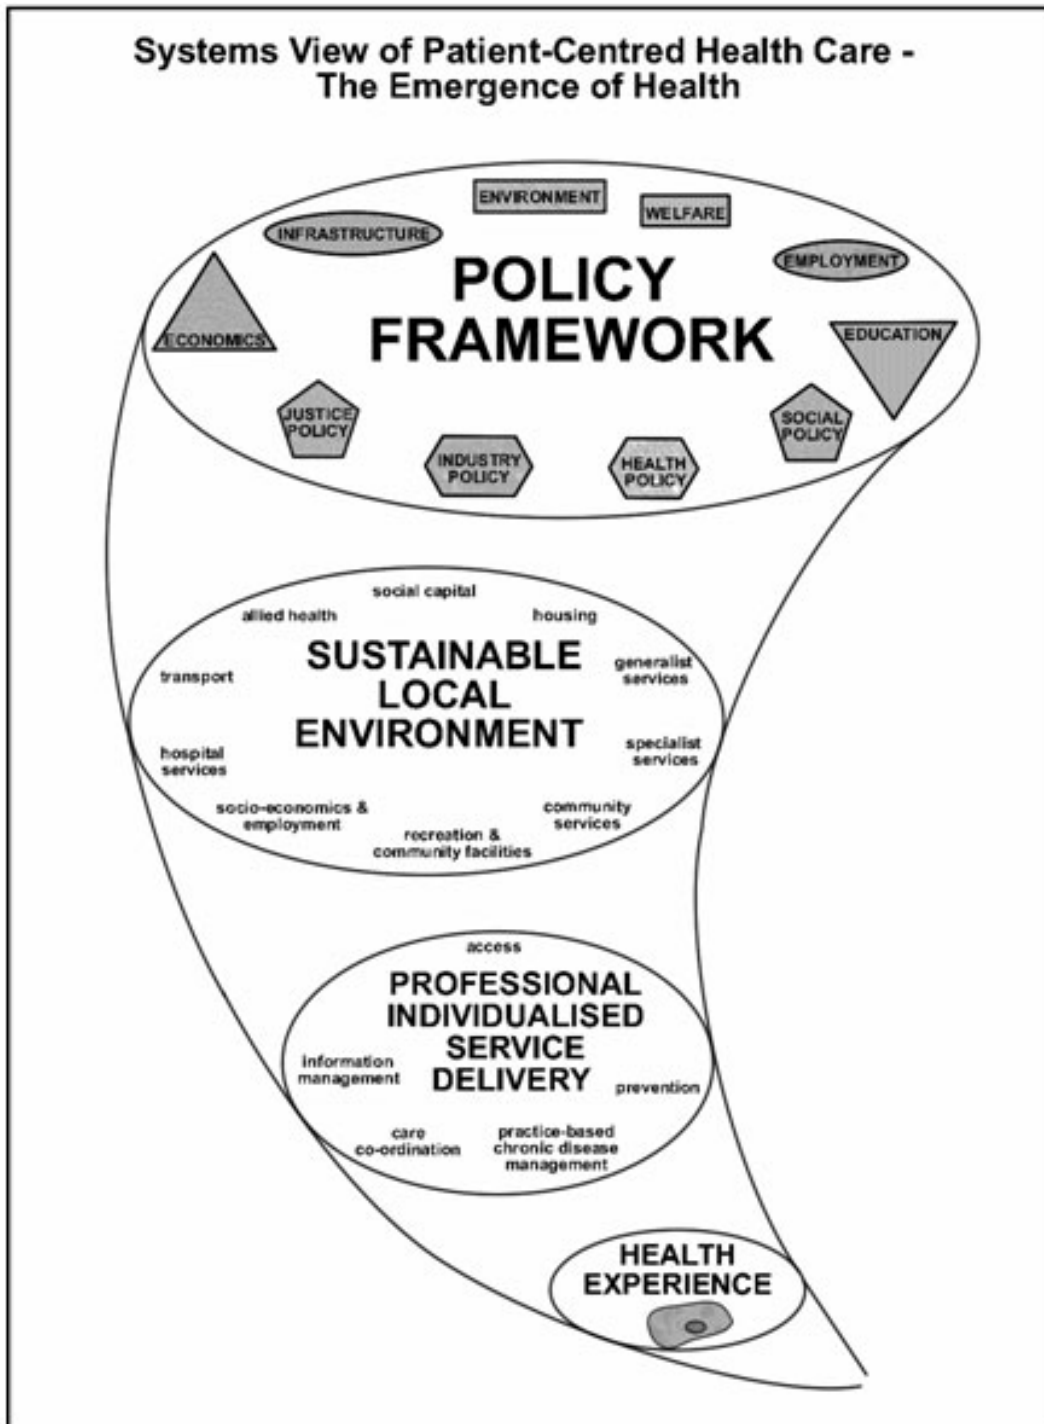 Systems View of Patient-Centred Health Care -
The Emergence of Health
ENVIRONMENT
WELFARE
INFRASTRUCTURE
EMPLOYMENT
POLICY
FRAMEWORK
ECONOMICS
EDUCATION
JUSTICE
POLICY
SOCIAL
POLICY
INDUSTRY
POLICY
HEALTH
POLICY
social capital
allied health
housing
SUSTAINABLE
LOCAL
ENVIRONMENT
transport
generalist
services
hospital
services
specialist
services
socio-economics &
employment
community
services
recreation &
community facilities
access
PROFESSIONAL
INDIVIDUALISED
SERVICE
DELIVERY
information
management
prevention
care
co-ordination
practice-based
chronic disease
management
HEALTH
EXPERIENCE